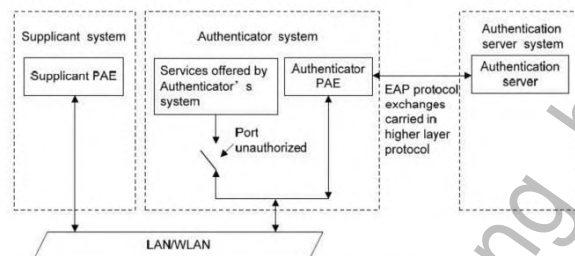 Supplicant system
Supplicant PAE
Authenticator system
Services offered by
Authenticator's
system
Authenticator
PAE
Port
unauthorized
EAP protocol
exchanges
carried in
higher layer
protocol
Authentication
server system
Authentication
server
LAN/WLAN